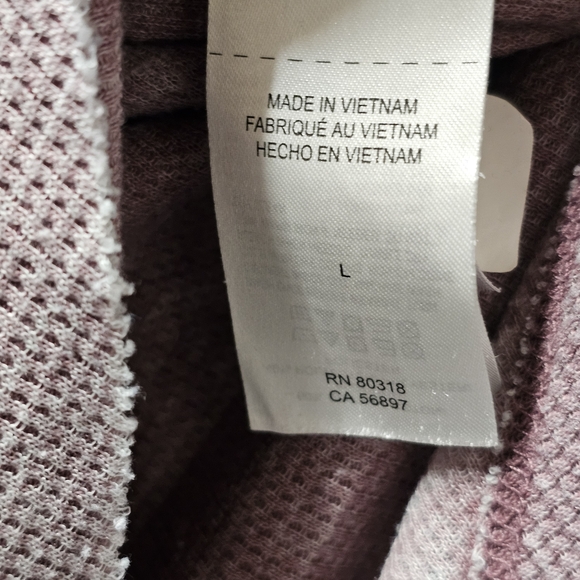 MADE IN VIETNAM
FABRIQUÉ AU VIETNAM
HECHO EN VIETNAM
L
RN 80318
CA 56897